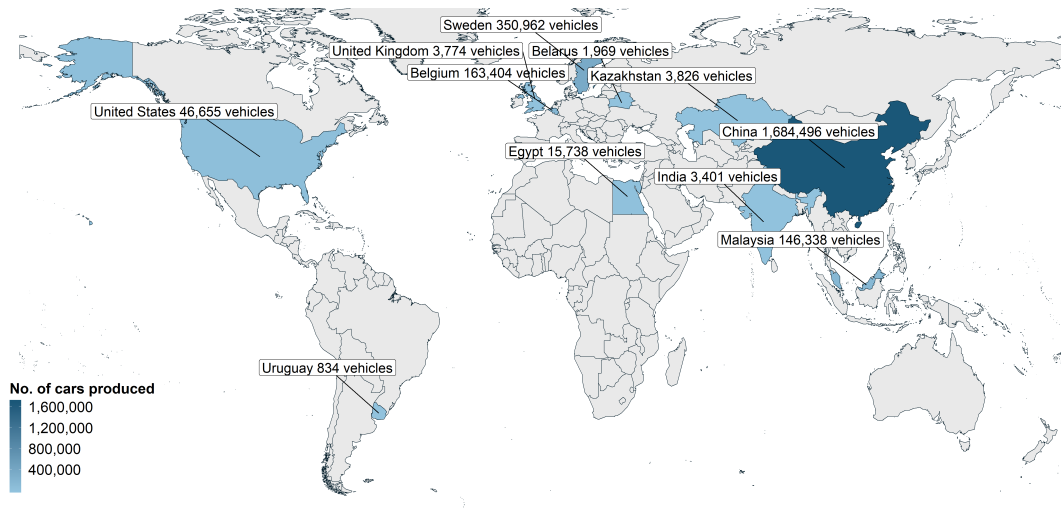 Sweden 350,962 vehicles
United Kingdom 3,774 vehicles
Belarus 1,969 vehicles
Belgium 163,404 vehicles
Kazakhstan 3,826 vehicles
United States 46,655 vehicles
China 1,684,496 vehicles
Egypt 15,738 vehicles
India 3,401 vehicles
Malaysia 146,338 vehicles
Uruguay 834 vehicles
No. of cars produced
1,600,000
1,200,000
800,000
400,000